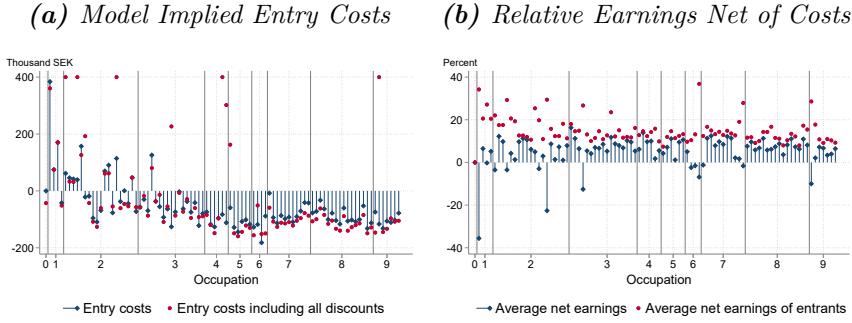 (a) Model Implied Entry Costs
Thousand SEK
400
200
0
-200
0 1 2 3 4 5 6 7 8 9
Occupation
Entry costs Entry costs including all discounts
(b) Relative Earnings Net of Costs
Percent
40
20
0
-20
-40
0 1 2 3 4 5 6 7 8 9
Occupation
Average net earnings Average net earnings of entrants